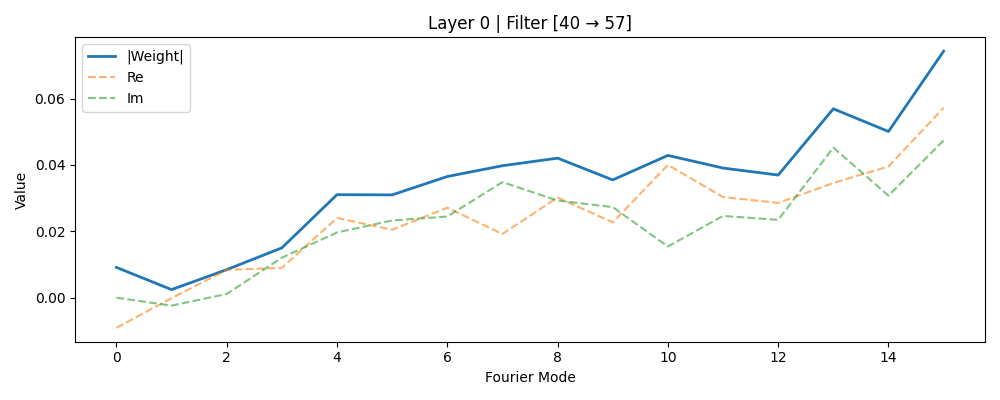 Layer 0 | Filter [40 → 57]
|Weight|
Re
Im
0.06
0.04
0.02
0.00
Value
0 2 4 6 8 10 12 14
Fourier Mode